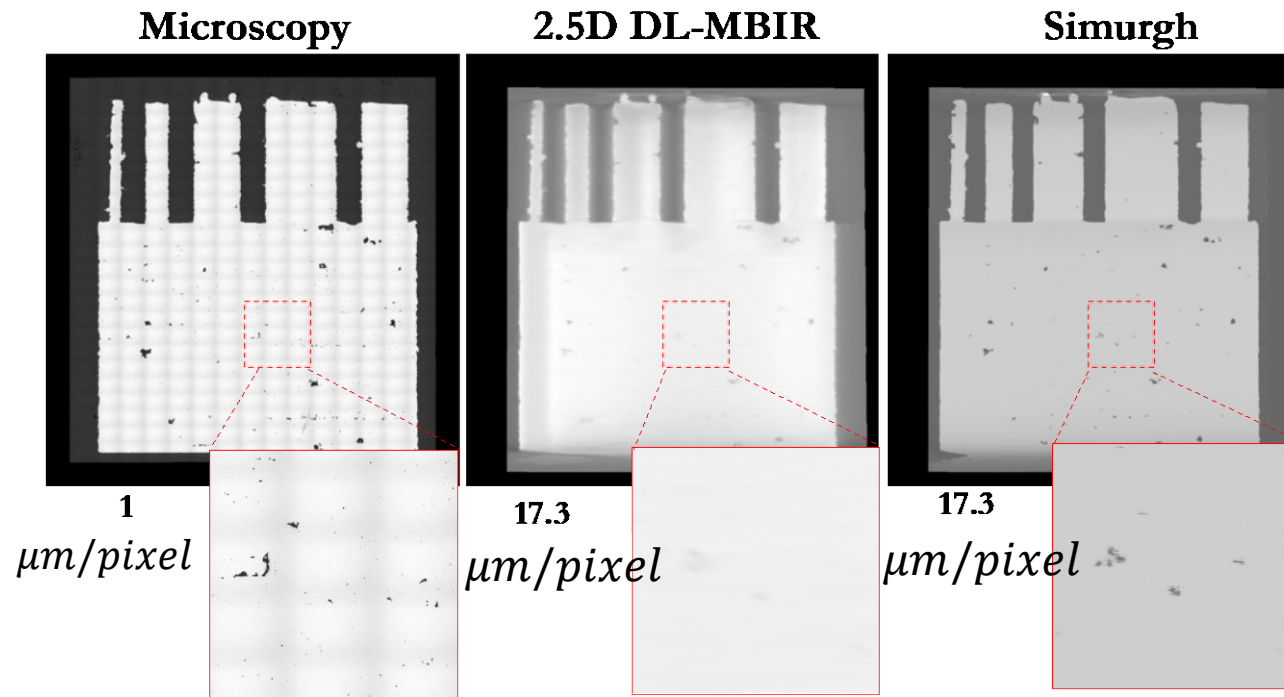 Microscopy 2.5D DL-MBIR Simurgh
1 17.3 17.3
μm/pixel μm/pixel μm/pixel